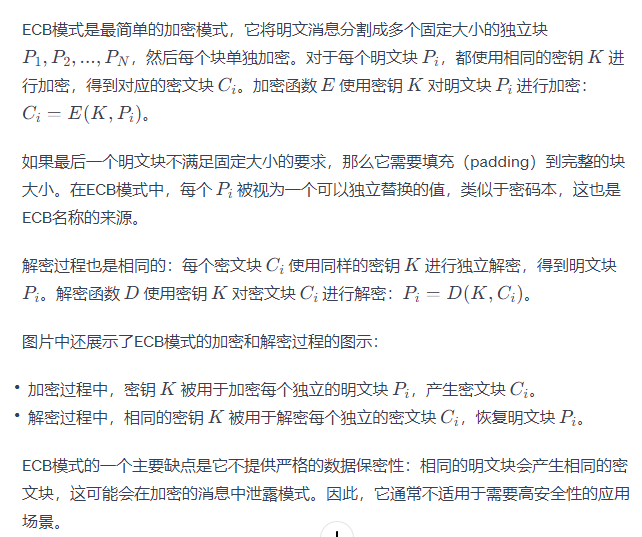 ECB模式是最简单的加密模式，它将明文消息分割成多个固定大小的独立块
P₁, P₂, ..., P_N，然后每个块单独加密。对于每个明文块 P_i，都使用相同的密钥 K 进
行加密，得到对应的密文块 C_i。加密函数 E 使用密钥 K 对明文块 P_i 进行加密：
C_i = E(K, P_i)。
如果最后一个明文块不满足固定大小的要求，那么它需要填充（padding）到完整的块
大小。在ECB模式中，每个 P_i 被视为一个可以独立替换的值，类似于密码本，这也是
ECB名称的来源。
解密过程也是相同的：每个密文块 C_i 使用同样的密钥 K 进行独立解密，得到明文块
P_i。解密函数 D 使用密钥 K 对密文块 C_i 进行解密：P_i = D(K, C_i)。
图片中还展示了ECB模式的加密和解密过程的图示：
• 加密过程中，密钥 K 被用于加密每个独立的明文块 P_i，产生密文块 C_i。
• 解密过程中，相同的密钥 K 被用于解密每个独立的密文块 C_i，恢复明文块 P_i。
ECB模式的一个主要缺点是它不提供严格的数据保密性：相同的明文块会产生相同的密
文块，这可能会在加密的消息中泄露模式。因此，它通常不适用于需要高安全性的应用
场景。